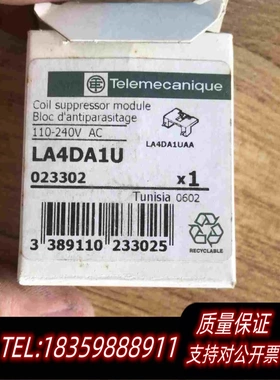 Telemecanique
Coil suppressor module
Bloc d'antiparasitage
110-240V AC
LA4DA1UAA
LA4DA1U
023302
x1
Tunisia 0602
3 389110 233025
RECYCLABLE
质量保证
TEL:18359888911
支持对公开票